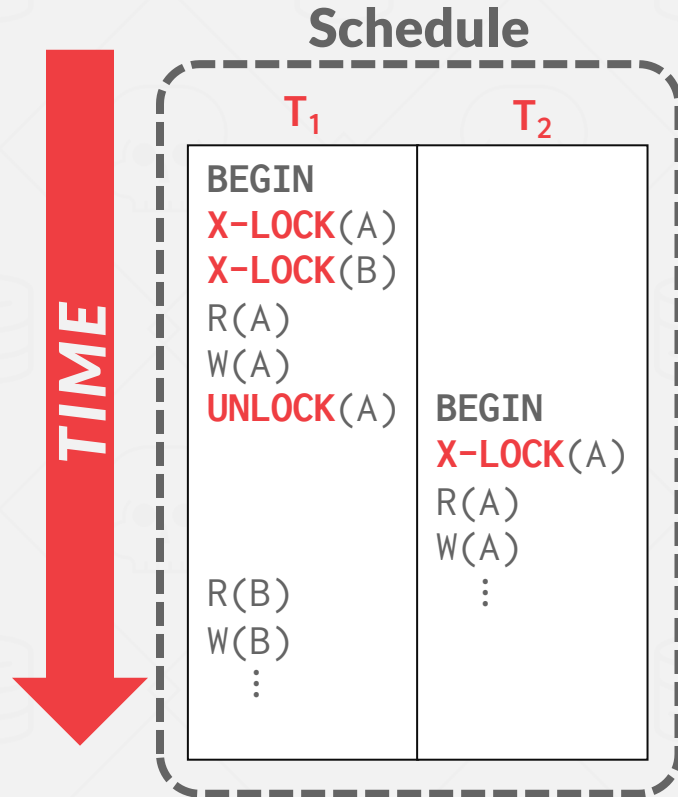 Schedule
TIME
T₁ T₂
BEGIN
X-LOCK(A)
X-LOCK(B)
R(A)
W(A)
UNLOCK(A) BEGIN
X-LOCK(A)
R(A)
W(A)
R(B) ⋮
W(B)
⋮